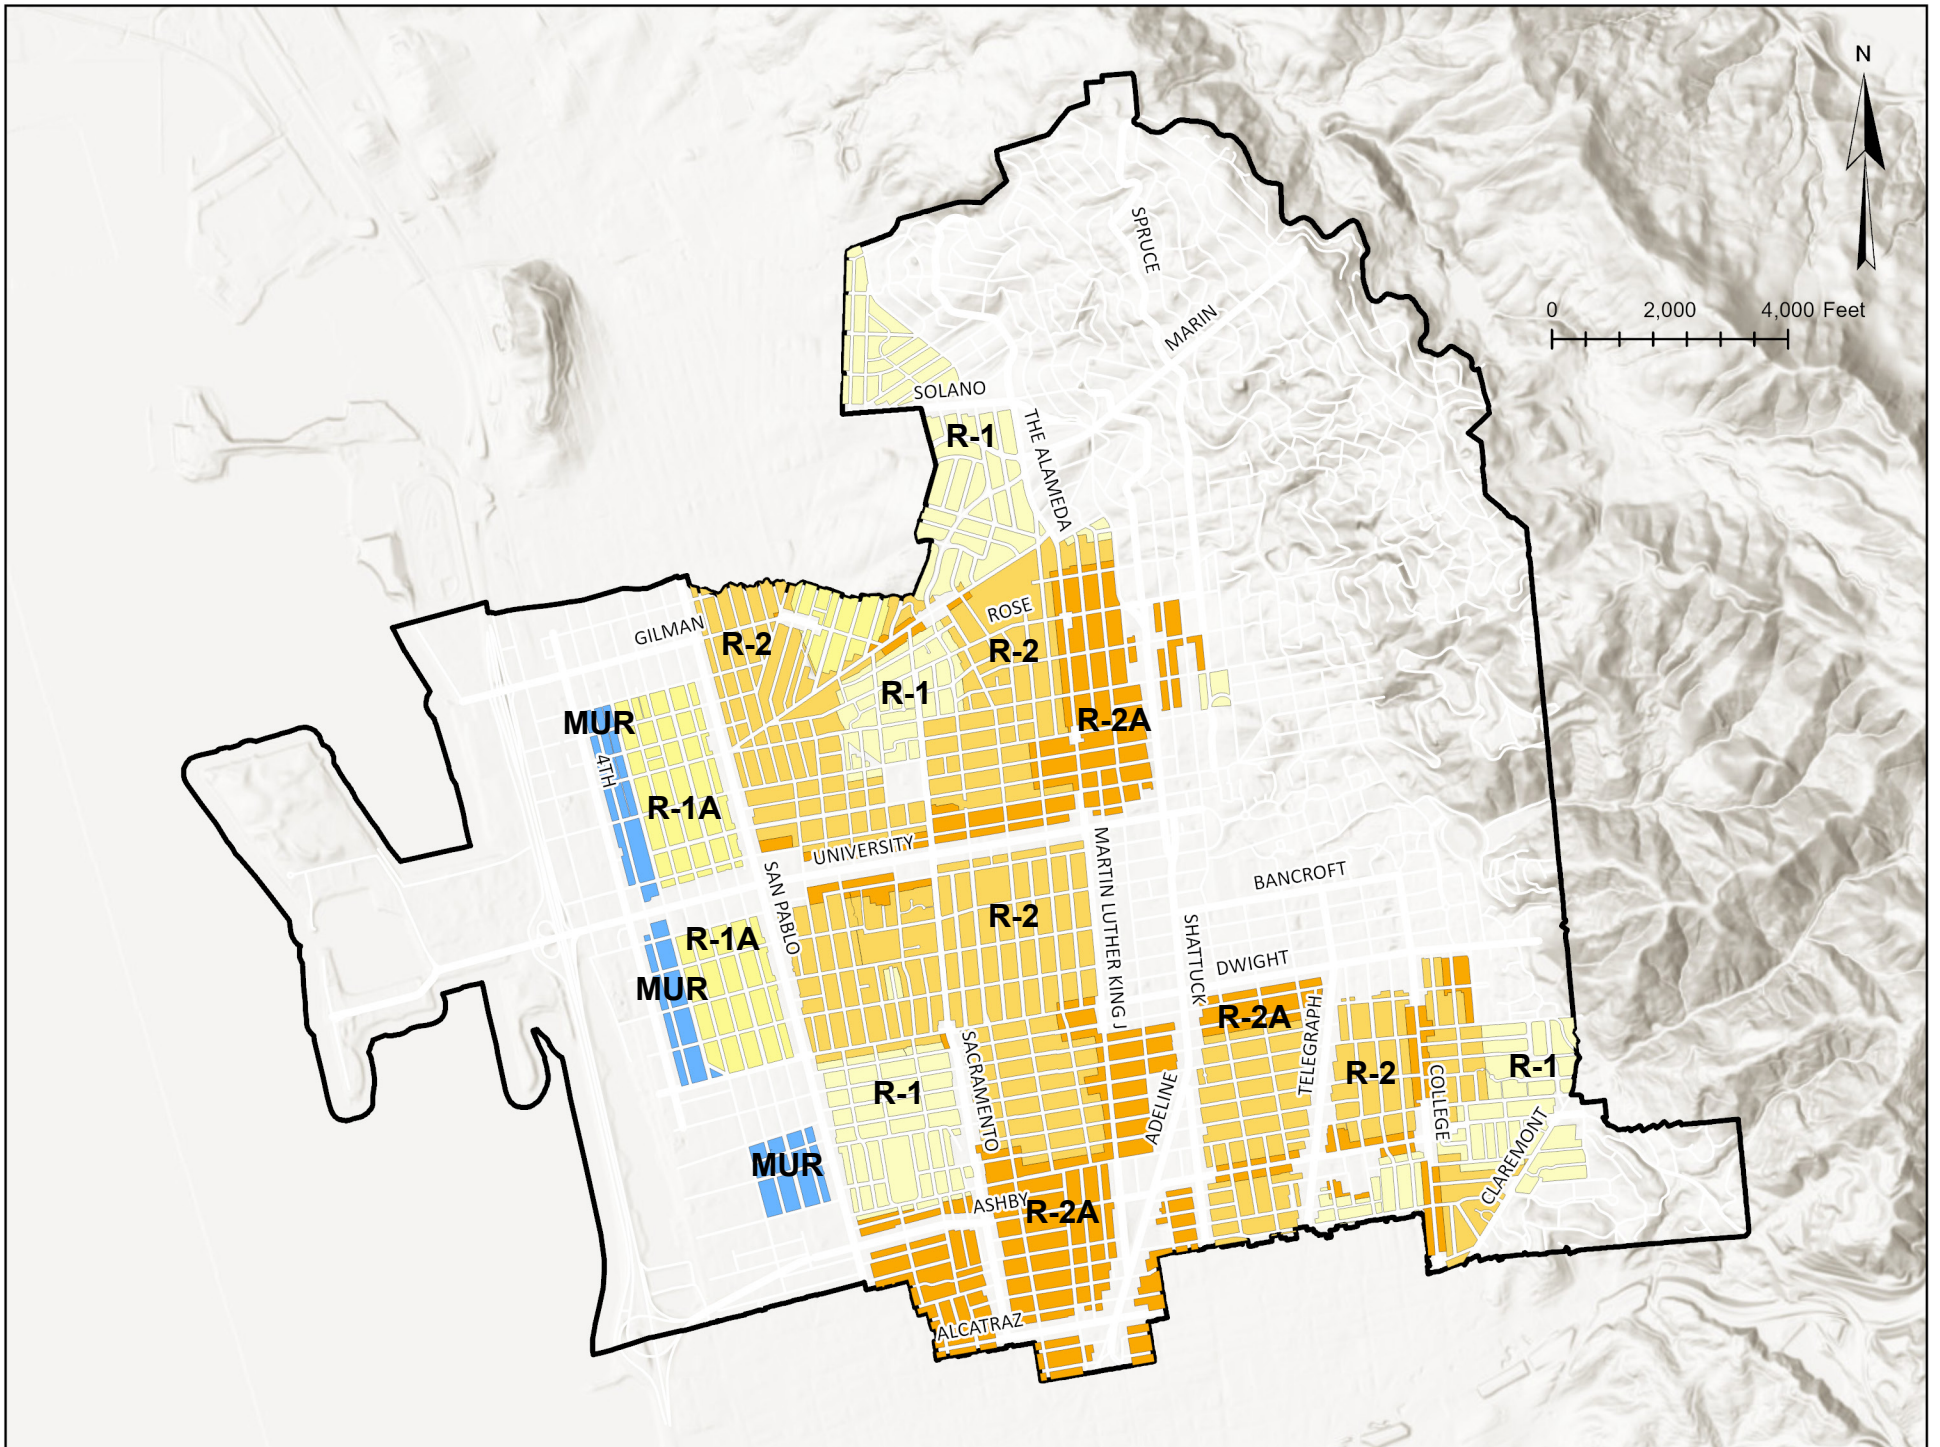 N
SPRUCE
0 2,000 4,000 Feet
MARIN
SOLANO
R-1
THE ALAMEDA
ROSE
GILMAN
R-2
R-2
R-1
MUR
R-2A
4TH
R-1A
UNIVERSITY
SAN PABLO
MARTIN LUTHER KING J
BANCROFT
R-2
R-1A
SHATTUCK
DWIGHT
MUR
R-2A
TELEGRAPH
SACRAMENTO
R-2
R-1
COLLEGE
R-1
ADELINE
CLAREMONT
MUR
ASHBY
R-2A
ALCATRAZ